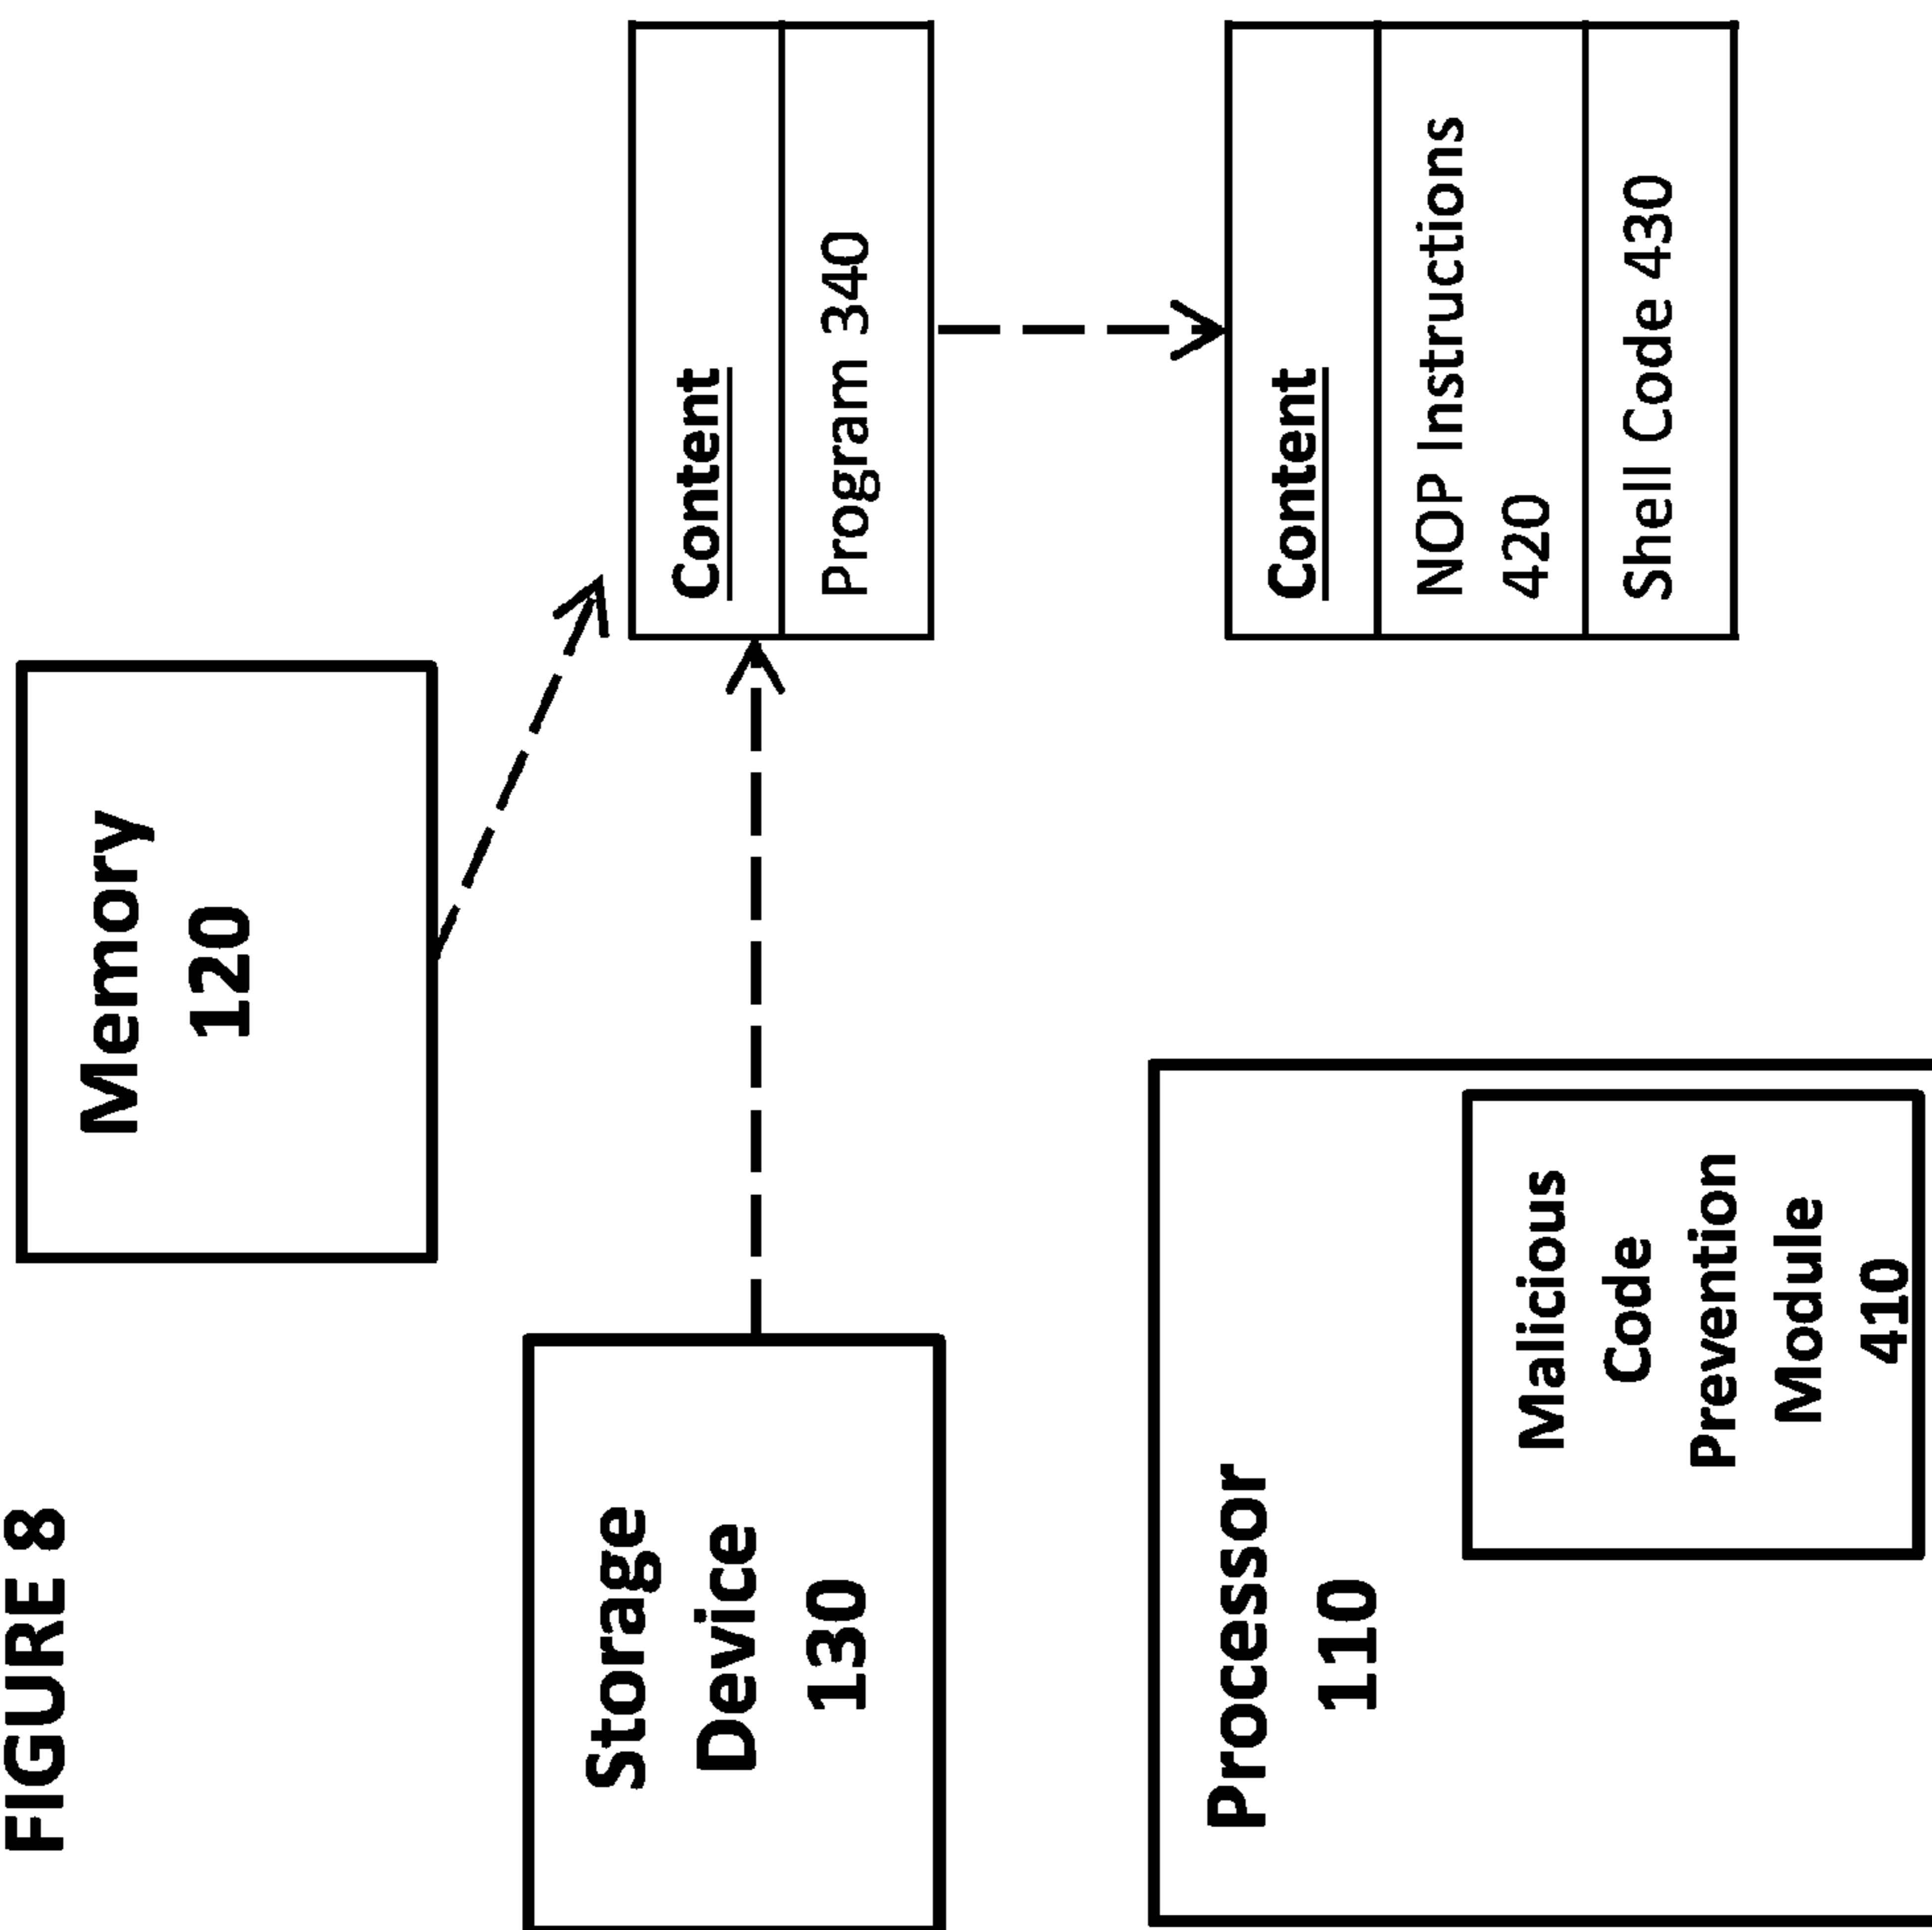 FIGURE 8
Memory
120
Storage
Device
130
Content
Program 340
Processor
110
Malicious
Code
Prevention
Module
410
Content
NOP Instructions
420
Shell Code 430